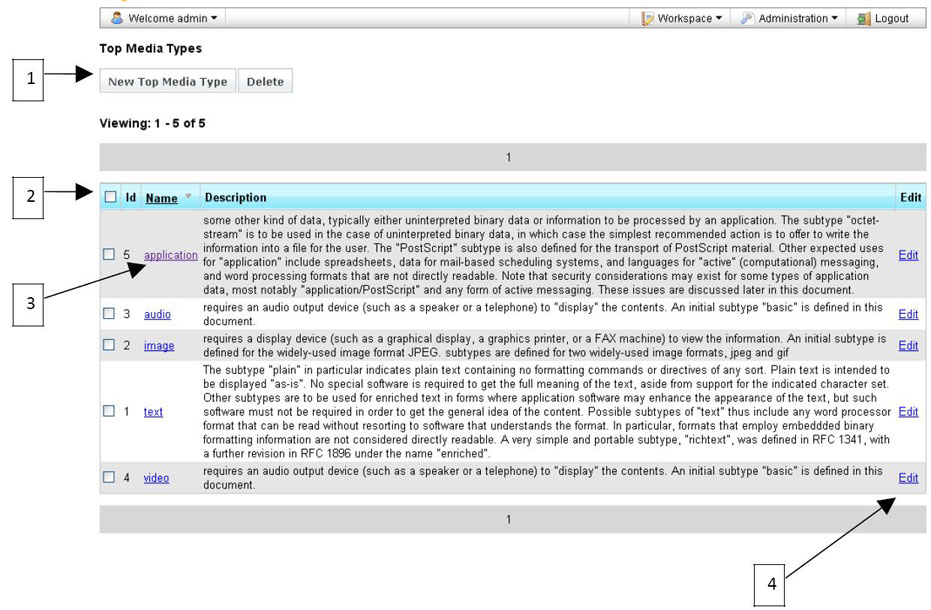 Welcome admin Workspace Administration Logout
Top Media Types
1
New Top Media Type Delete
Viewing: 1 - 5 of 5
1
2
Id Name Description Edit
some other kind of data, typically either uninterpreted binary data or information to be processed by an application. The subtype "octet-
stream" is to be used in the case of uninterpreted binary data, in which case the simplest recommended action is to offer to write the
information into a file for the user. The "PostScript" subtype is also defined for the transport of PostScript material. Other expected uses
5 application for "application" include spreadsheets, data for mail-based scheduling systems, and languages for "active" (computational) messaging, Edit
and word processing formats that are not directly readable. Note that security considerations may exist for some types of application
data, most notably "application/PostScript" and any form of active messaging. These issues are discussed later in this document.
3
3 audio requires an audio output device (such as a speaker or a telephone) to "display" the contents. An initial subtype "basic" is defined in this Edit
document.
2 image requires a display device (such as a graphical display, a graphics printer, or a FAX machine) to view the information. An initial subtype is Edit
defined for the widely-used image format JPEG. subtypes are defined for two widely-used image formats, jpeg and gif
The subtype "plain" in particular indicates plain text containing no formatting commands or directives of any sort. Plain text is intended to
be displayed "as-is". No special software is required to get the full meaning of the text, aside from support for the indicated character set.
Other subtypes are to be used for enriched text in forms where application software may enhance the appearance of the text, but such
1 text software must not be required in order to get the general idea of the content. Possible subtypes of "text" thus include any word processor Edit
format that can be read without resorting to software that understands the format. In particular, formats that employ embeddded binary
formatting information are not considered directly readable. A very simple and portable subtype, "richtext", was defined in RFC 1341, with
a further revision in RFC 1896 under the name "enriched".
4 video requires an audio output device (such as a speaker or a telephone) to "display" the contents. An initial subtype "basic" is defined in this Edit
document.
1
4